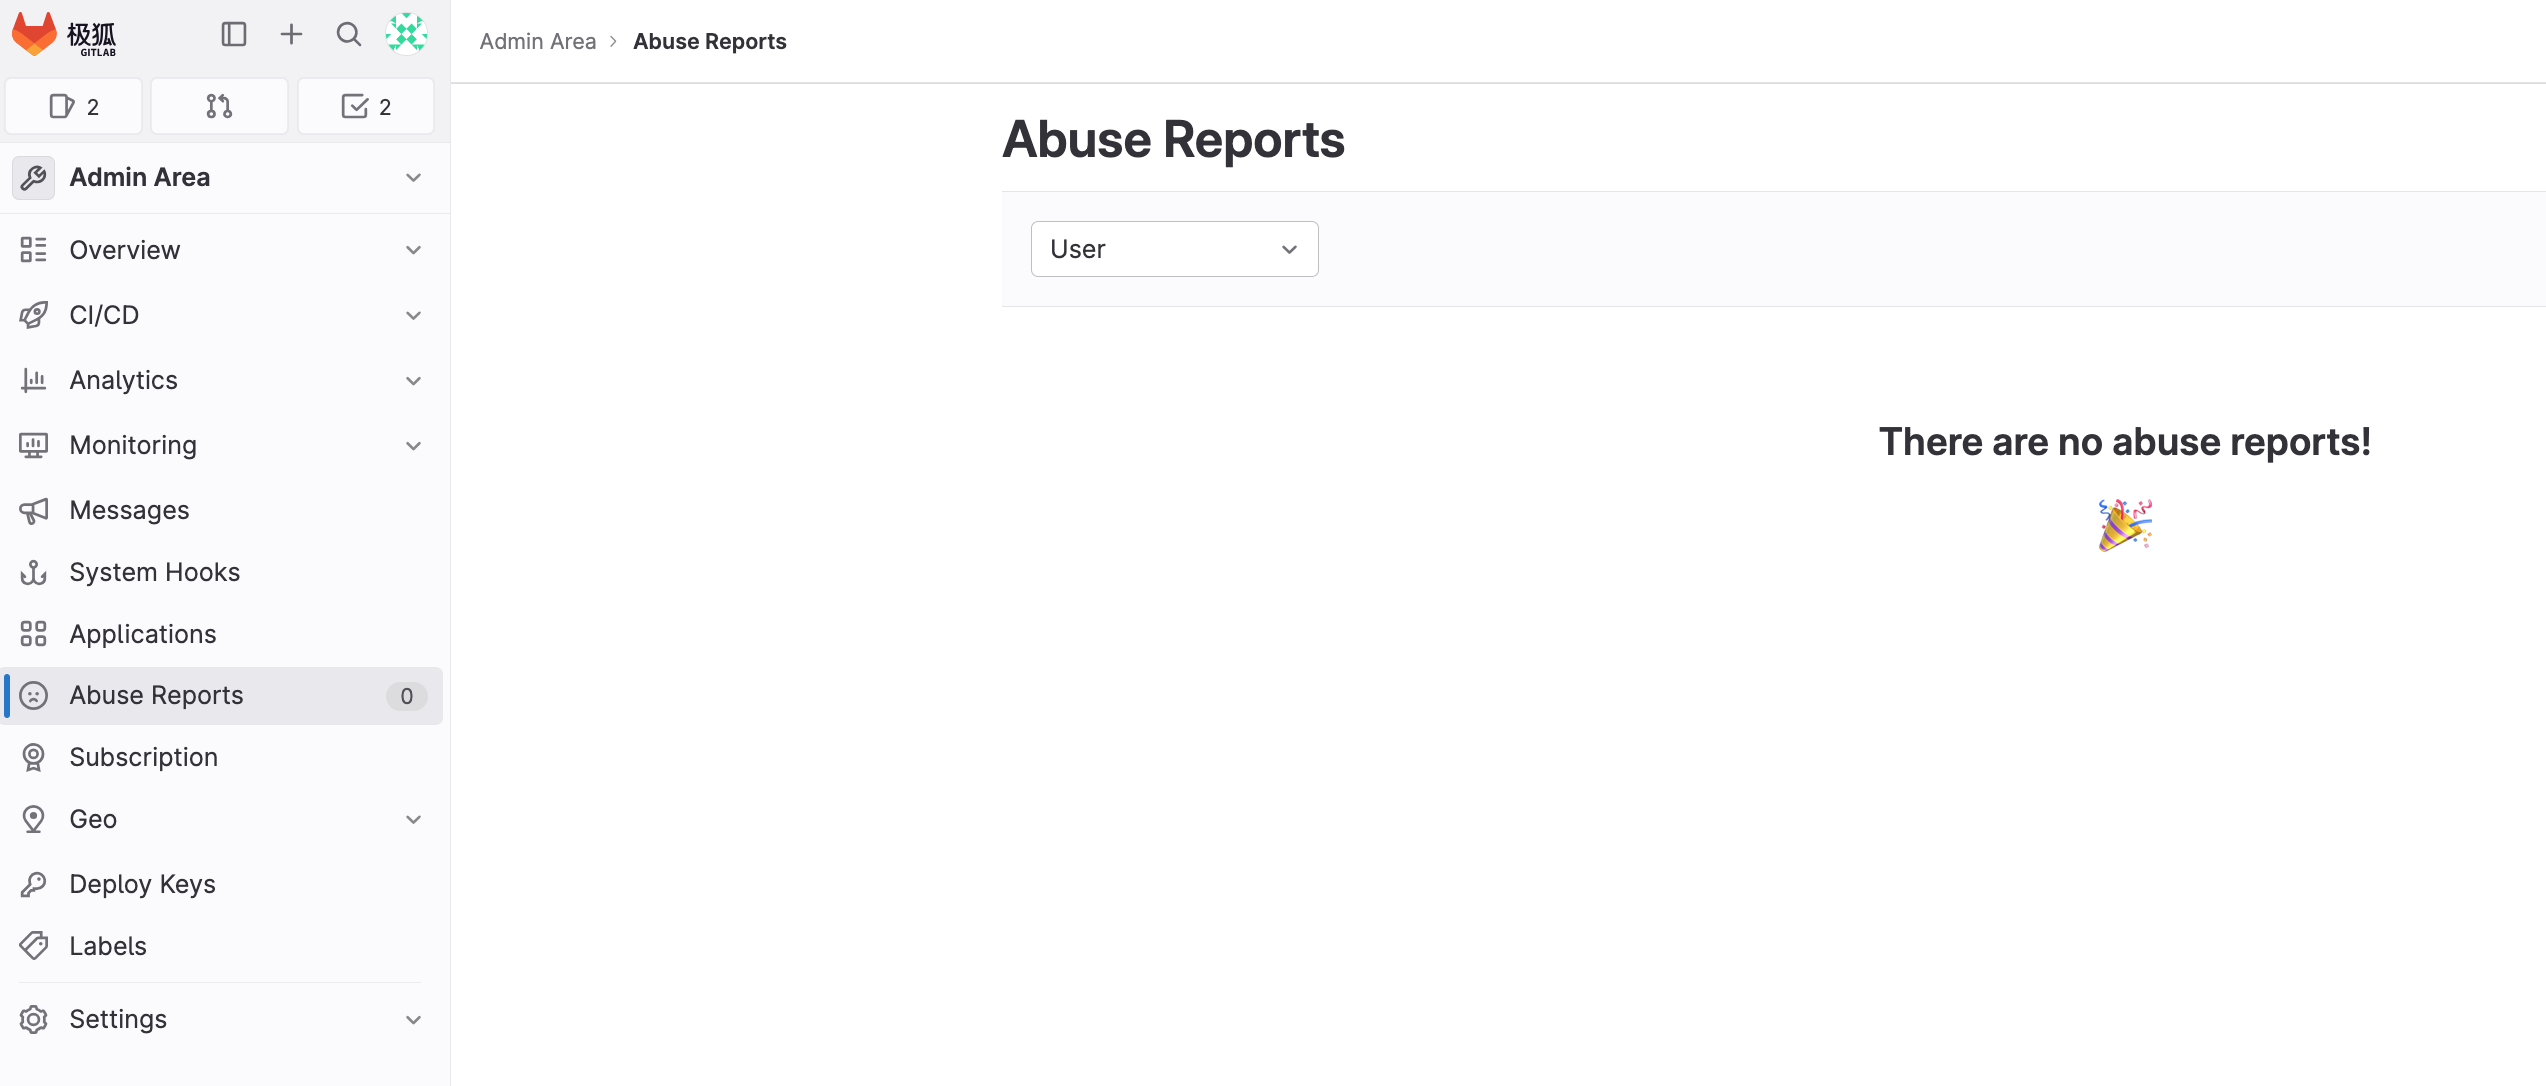 极狐
GITLAB
2
2
Admin Area
Overview
CI/CD
Analytics
Monitoring
Messages
System Hooks
Applications
Abuse Reports 0
Subscription
Geo
Deploy Keys
Labels
Settings
Admin Area > Abuse Reports
Abuse Reports
User
There are no abuse reports!